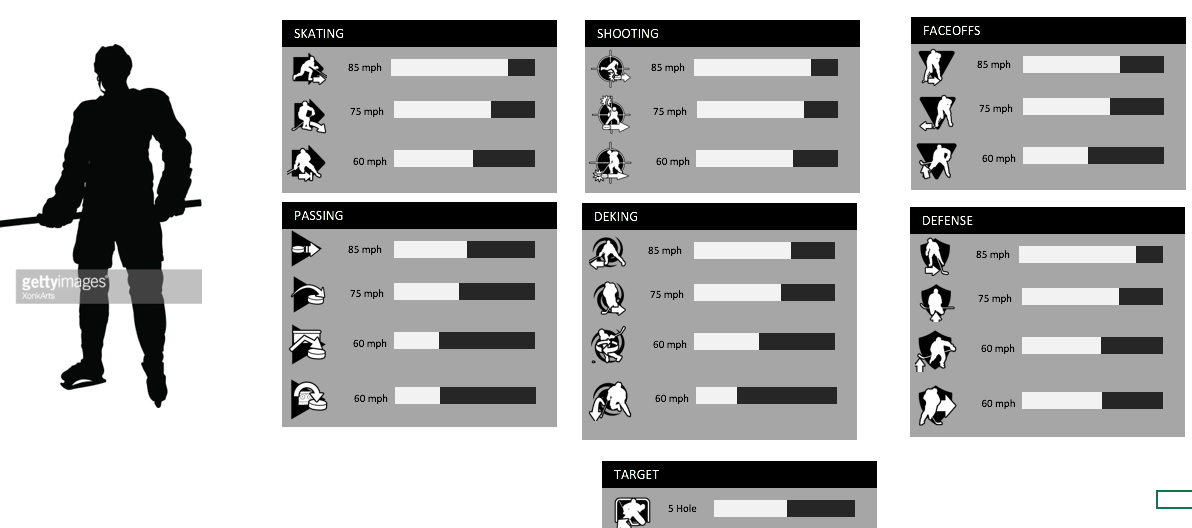 SKATING
85 mph
75 mph
60 mph
SHOOTING
85 mph
75 mph
60 mph
FACEOFFS
85 mph
75 mph
60 mph
PASSING
85 mph
75 mph
60 mph
60 mph
DEKING
85 mph
75 mph
60 mph
60 mph
DEFENSE
85 mph
75 mph
60 mph
60 mph
gettyimages
XonkArts
TARGET
5 Hole